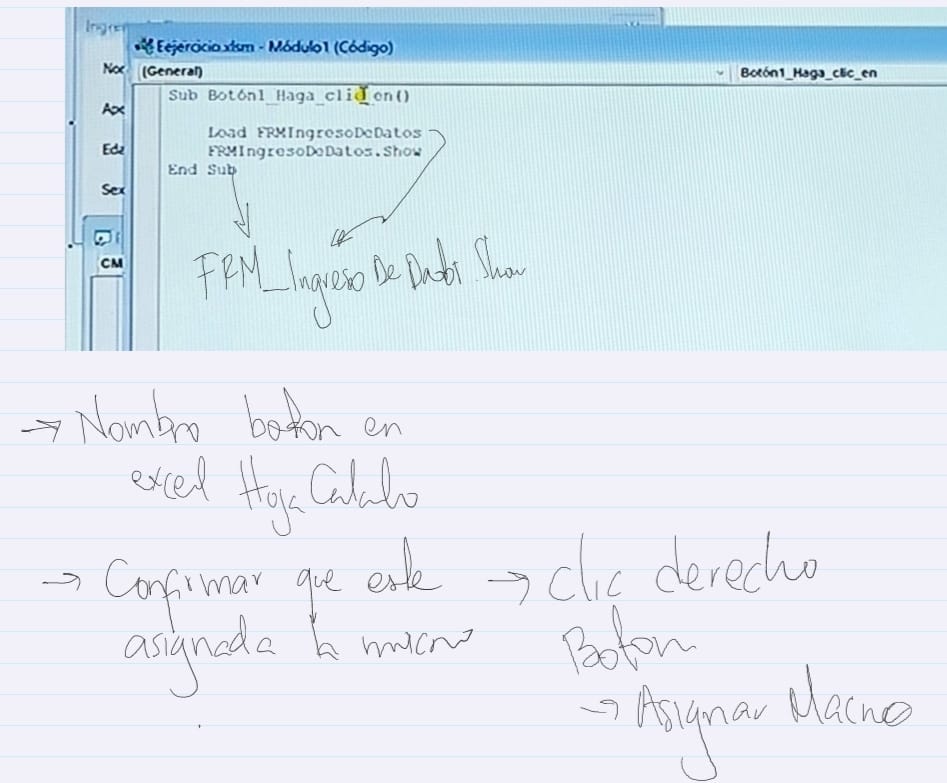 Ingre
Eejercicio.xlsm - Módulo1 (Código)
(General)
Botón1_Haga_clic_en
Nor
Ape
Eda
Sex
CM
Sub Botón1_Haga_clic_en()
Load FRMIngresoDeDatos
FRMIngresoDeDatos.Show
End Sub
FRM_Ingreso De Dato. Show
→ Nombre boton en
excel Hoja Calculo
→ Confirmar que este
asignada la macro
→ Clic derecho
Boton
→ Asignar Macro